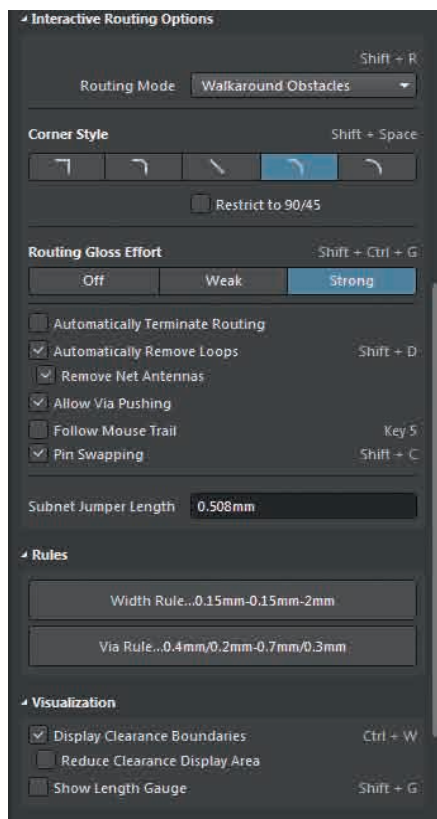 Interactive Routing Options
Shift + R
Routing Mode Walkaround Obstacles
Corner Style Shift + Space
Restrict to 90/45
Routing Gloss Effort Shift + Ctrl + G
Off Weak Strong
Automatically Terminate Routing
Automatically Remove Loops Shift + D
Remove Net Antennas
Allow Via Pushing
Follow Mouse Trail Key 5
Pin Swapping Shift + C
Subnet Jumper Length 0.508mm
Rules
Width Rule...0.15mm-0.15mm-2mm
Via Rule...0.4mm/0.2mm-0.7mm/0.3mm
Visualization
Display Clearance Boundaries Ctrl + W
Reduce Clearance Display Area
Show Length Gauge Shift + G